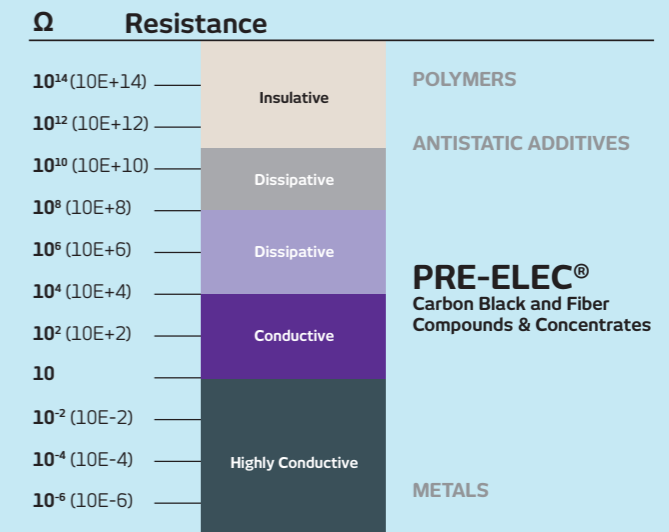 Ω Resistance
10¹⁴ (10E+14)
Insulative
POLYMERS
10¹² (10E+12)
ANTISTATIC ADDITIVES
10¹⁰ (10E+10)
Dissipative
10⁸ (10E+8)
10⁶ (10E+6)
Dissipative
PRE-ELEC®
Carbon Black and Fiber
Compounds & Concentrates
10⁴ (10E+4)
10² (10E+2)
Conductive
10
10⁻² (10E-2)
10⁻⁴ (10E-4)
Highly Conductive
METALS
10⁻⁶ (10E-6)